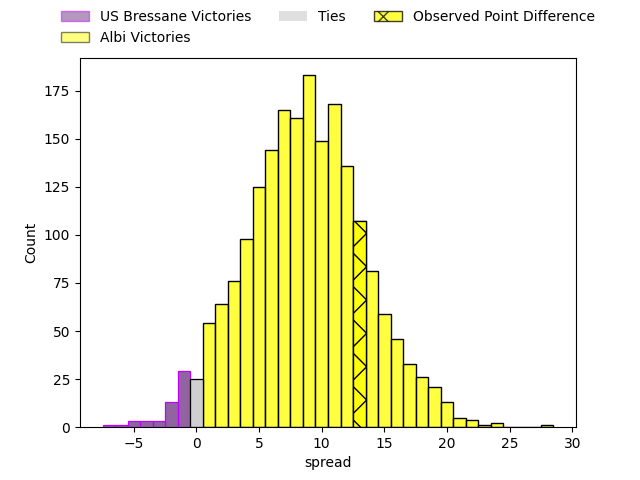 US Bressane Victories
Ties
Observed Point Difference
Albi Victories
175
150
125
100
75
50
25
0
Count
−5
0
5
10
15
20
25
30
spread